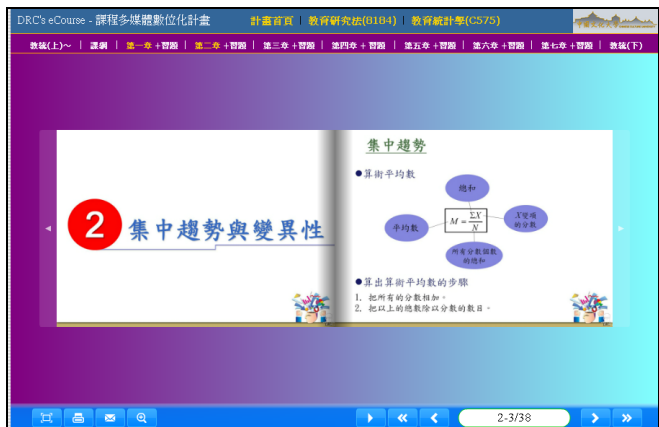 DRC's eCourse - 課程多媒體數位化計畫
計畫首頁 | 教育研究法(8184) | 教育統計學(C575)
教統(上)~ | 課綱 | 第一章 +習題 | 第二章 +習題 | 第三章 +習題 | 第四章 + 習題 | 第五章 +習題 | 第六章 +習題 | 第七章 +習題 | 教統(下)
2 集中趨勢與變異性
集中趨勢
●算術平均數
總和
平均數
M = ΣX / N
X變項
的分數
所有分數個數
的總和
●算出算術平均數的步驟
1. 把所有的分數相加。
2. 把以上的總數除以分數的數目。
2-3/38